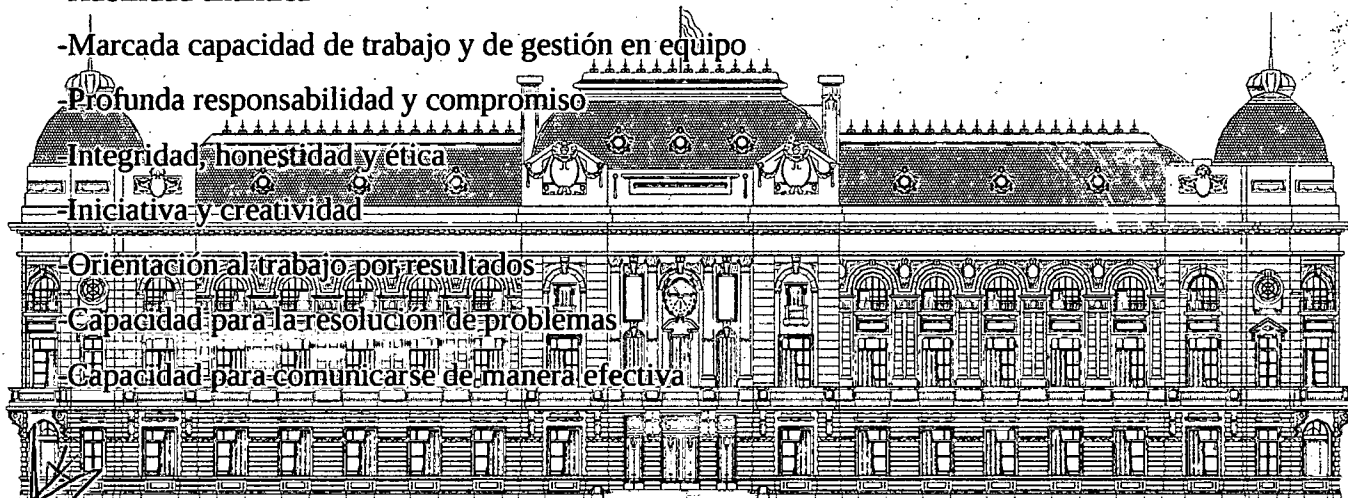 -Marcada capacidad de trabajo y de gestión en equipo
-Profunda responsabilidad y compromiso
-Integridad, honestidad y ética
-Iniciativa y creatividad
-Orientación al trabajo por resultados
-Capacidad para la resolución de problemas
-Capacidad para comunicarse de manera efectiva